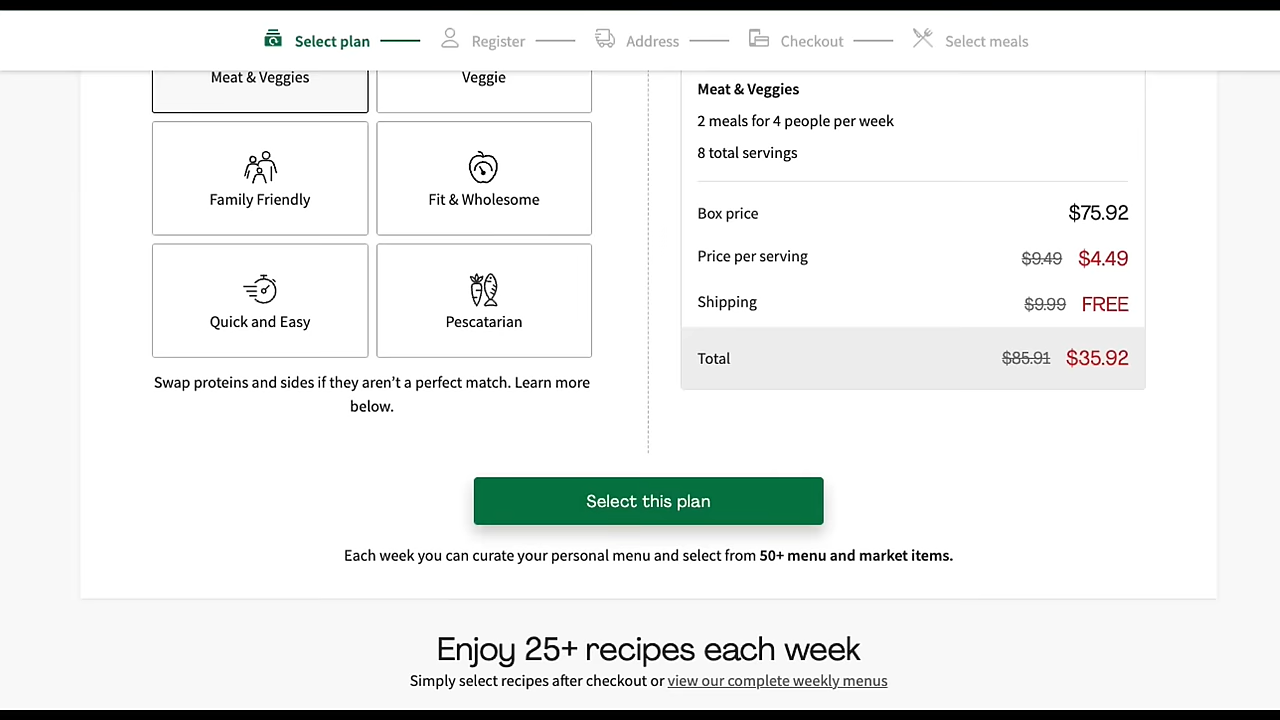 Select plan
Register
Address
Checkout
Select meals
Meat & Veggies
Veggie
Family Friendly
Fit & Wholesome
Quick and Easy
Pescatarian
Swap proteins and sides if they aren’t a perfect match. Learn more
below.
Meat & Veggies
2 meals for 4 people per week
8 total servings
Box price $75.92
Price per serving $9.49 $4.49
Shipping $9.99 FREE
Total $85.91 $35.92
Select this plan
Each week you can curate your personal menu and select from 50+ menu and market items.
Enjoy 25+ recipes each week
Simply select recipes after checkout or view our complete weekly menus